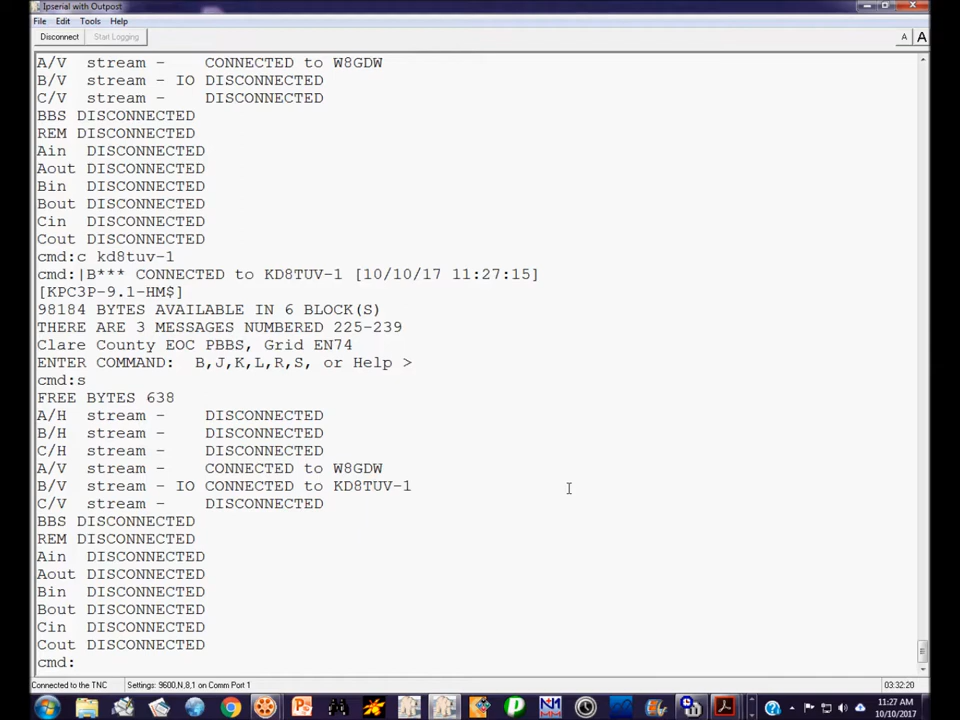 Ipserial with Outpost
File Edit Tools Help
Disconnect Start Logging A A
A/V stream - CONNECTED to W8GDW
B/V stream - IO DISCONNECTED
C/V stream - DISCONNECTED
BBS DISCONNECTED
REM DISCONNECTED
Ain DISCONNECTED
Aout DISCONNECTED
Bin DISCONNECTED
Bout DISCONNECTED
Cin DISCONNECTED
Cout DISCONNECTED
cmd:c kd8tuv-1
cmd:|B*** CONNECTED to KD8TUV-1 [10/10/17 11:27:15]
[KPC3P-9.1-HM$]
98184 BYTES AVAILABLE IN 6 BLOCK(S)
THERE ARE 3 MESSAGES NUMBERED 225-239
Clare County EOC PBBS, Grid EN74
ENTER COMMAND: B,J,K,L,R,S, or Help >
cmd:s
FREE BYTES 638
A/H stream - DISCONNECTED
B/H stream - DISCONNECTED
C/H stream - DISCONNECTED
A/V stream - CONNECTED to W8GDW
B/V stream - IO CONNECTED to KD8TUV-1
C/V stream - DISCONNECTED
BBS DISCONNECTED
REM DISCONNECTED
Ain DISCONNECTED
Aout DISCONNECTED
Bin DISCONNECTED
Bout DISCONNECTED
Cin DISCONNECTED
Cout DISCONNECTED
cmd:
Connected to the TNC Settings: 9600,N,8,1 on Comm Port 1 03:32:20
11:27 AM
10/10/2017